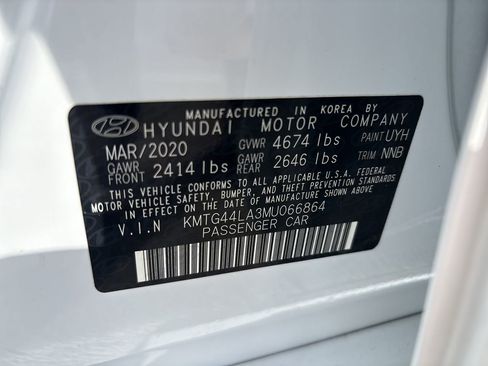 MANUFACTURED IN KOREA BY
HYUNDAI MOTOR COMPANY
MAR/2020 GVWR 4674 lbs PAINT UYH
GAWR FRONT 2414 lbs GAWR REAR 2646 lbs TRIM NNB
THIS VEHICLE CONFORMS TO ALL APPLICABLE U.S.A. FEDERAL
MOTOR VEHICLE SAFETY, BUMPER, AND THEFT PREVENTION
STANDARDS IN EFFECT ON THE DATE OF MANUFACTURE SHOWN ABOVE.
V.I.N KMTG44LA3MU066864
PASSENGER CAR